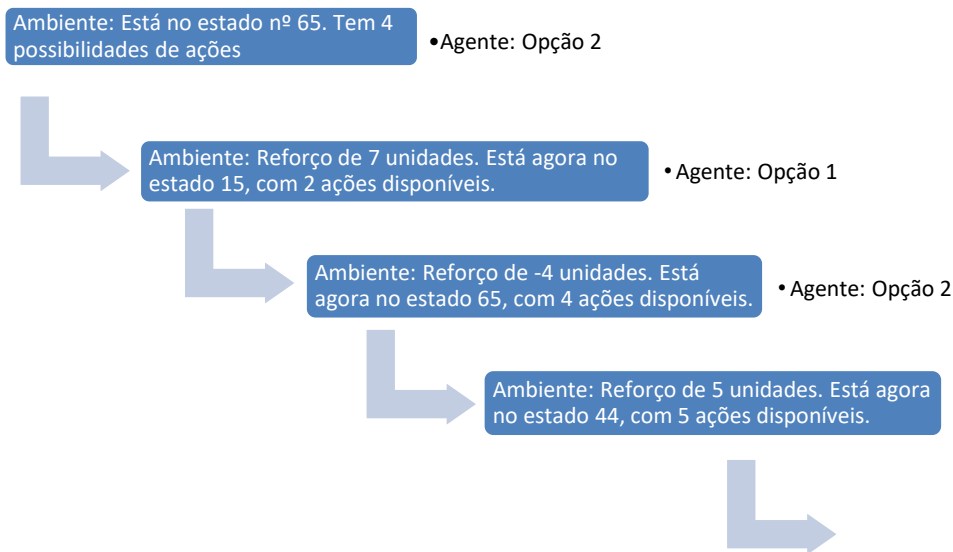 Ambiente: Está no estado nº 65. Tem 4
possibilidades de ações
•Agente: Opção 2
Ambiente: Reforço de 7 unidades. Está agora no
estado 15, com 2 ações disponíveis.
• Agente: Opção 1
Ambiente: Reforço de -4 unidades. Está
agora no estado 65, com 4 ações disponíveis.
• Agente: Opção 2
Ambiente: Reforço de 5 unidades. Está agora
no estado 44, com 5 ações disponíveis.